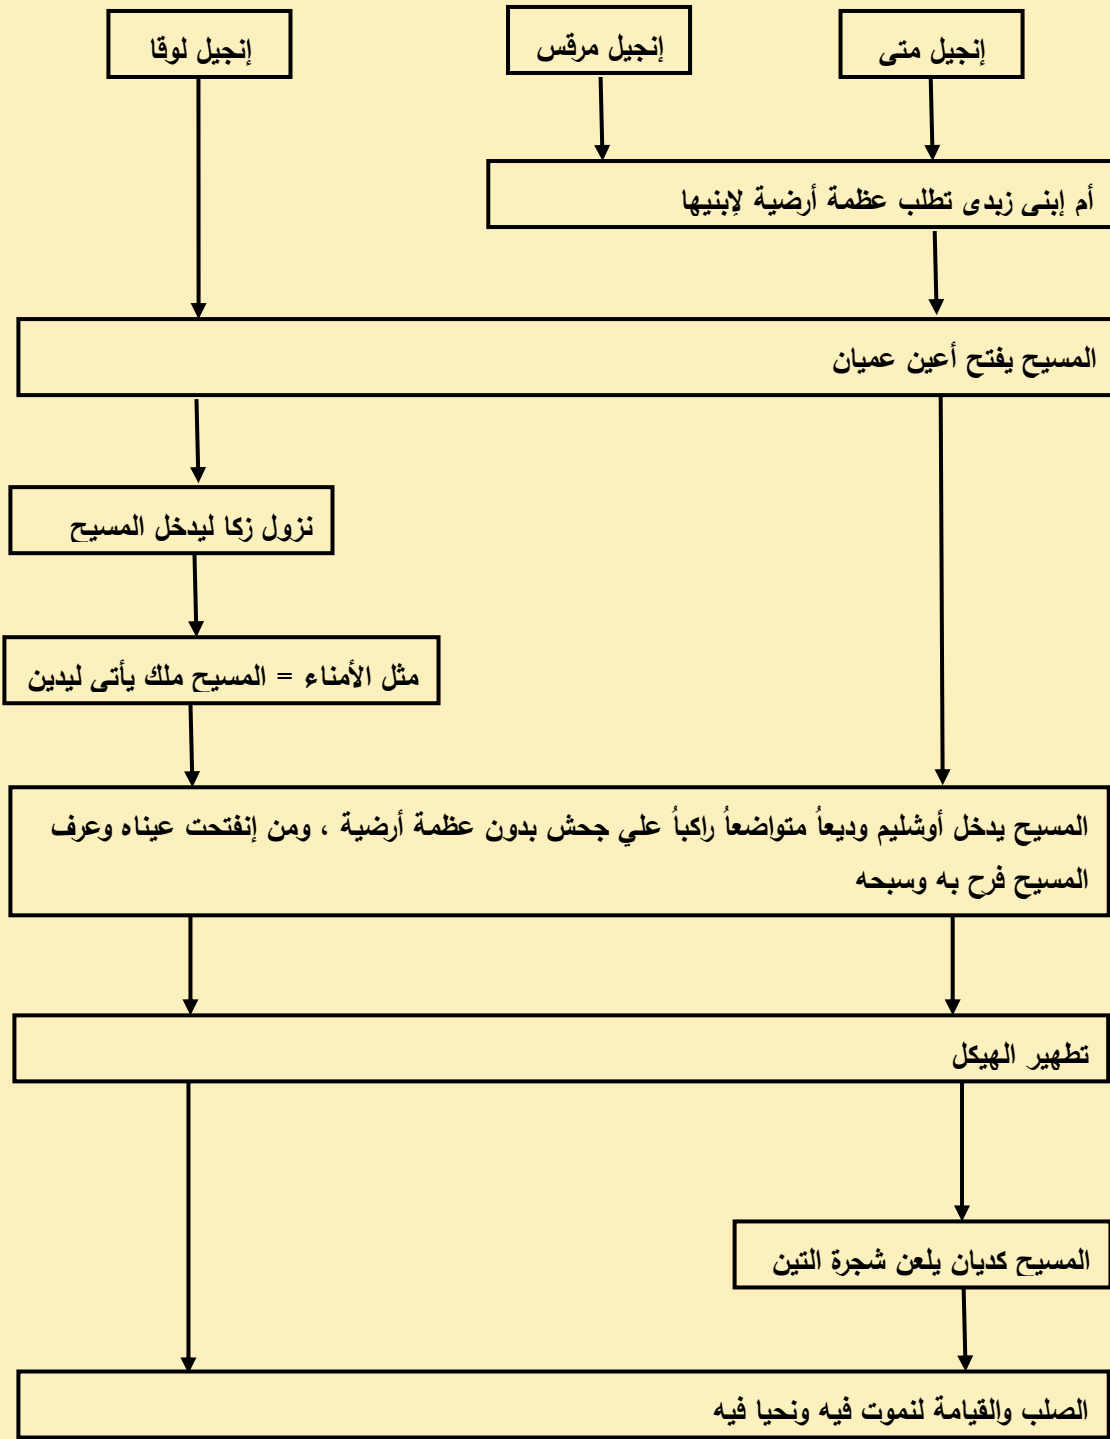 إنجيل متى
إنجيل مرقس
إنجيل لوقا
أم إبنى زبدى تطلب عظمة أرضية لإبنيها
المسيح يفتح أعين عميان
نزول زكا ليدخل المسيح
مثل الأمناء = المسيح ملك يأتى ليدين
المسيح يدخل أوشليم وديعاُ متواضعاُ راكباُ علي جحش بدون عظمة أرضية ، ومن إنفتحت عيناه وعرف
المسيح فرح به وسبحه
تطهير الهيكل
المسيح كديان يلعن شجرة التين
الصلب والقيامة لنموت فيه ونحيا فيه